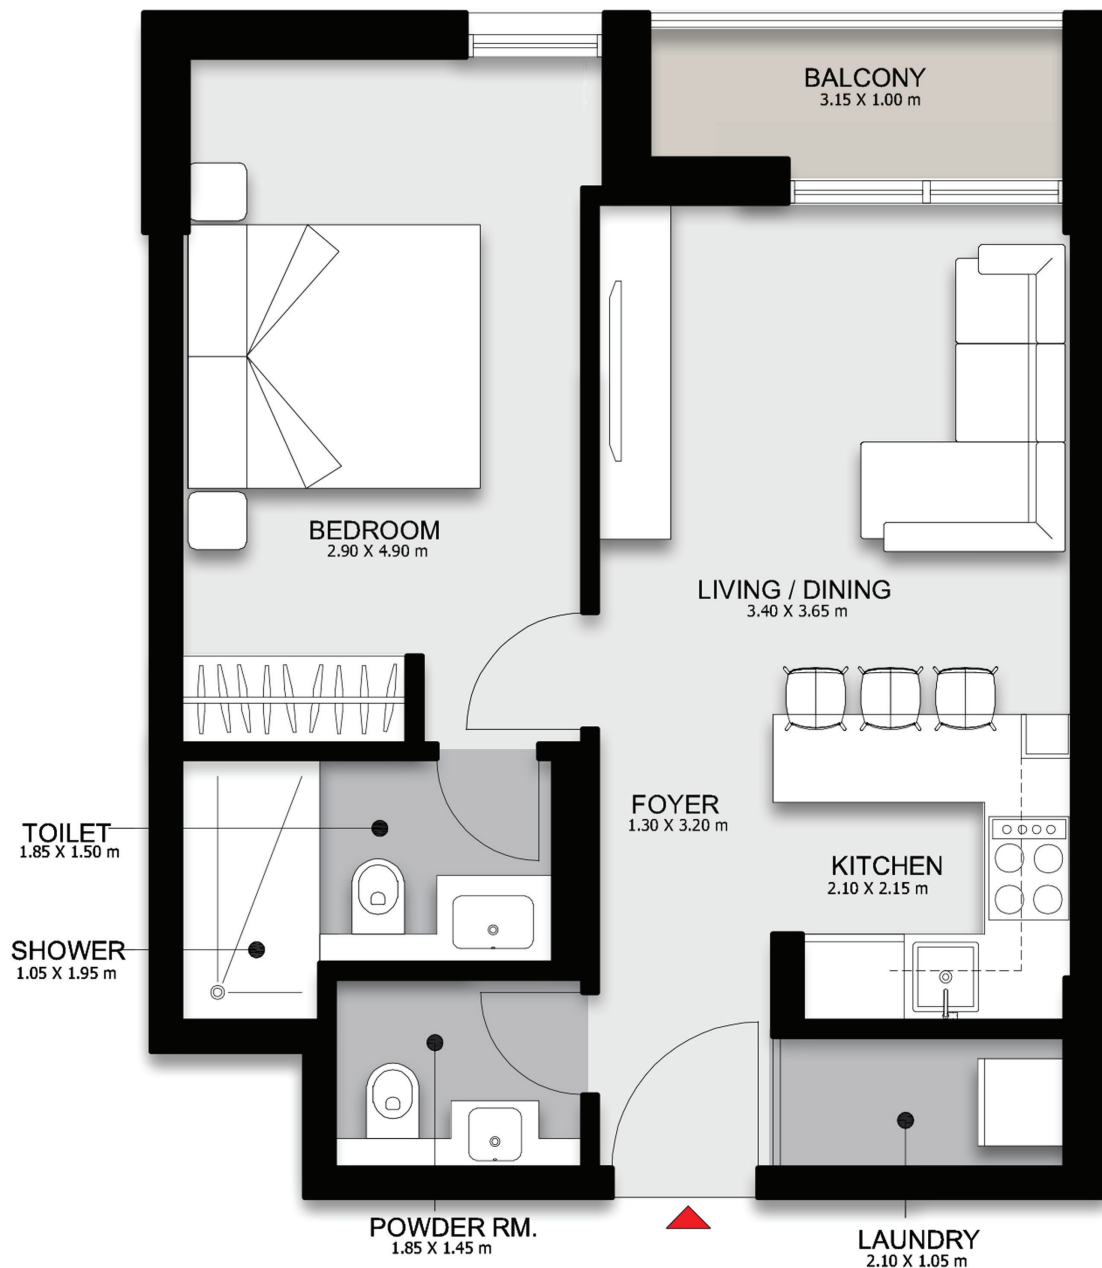 BALCONY
3.15 X 1.00 m
BEDROOM
2.90 X 4.90 m
LIVING / DINING
3.40 X 3.65 m
FOYER
1.30 X 3.20 m
TOILET
1.85 X 1.50 m
KITCHEN
2.10 X 2.15 m
SHOWER
1.05 X 1.95 m
POWDER RM.
1.85 X 1.45 m
LAUNDRY
2.10 X 1.05 m